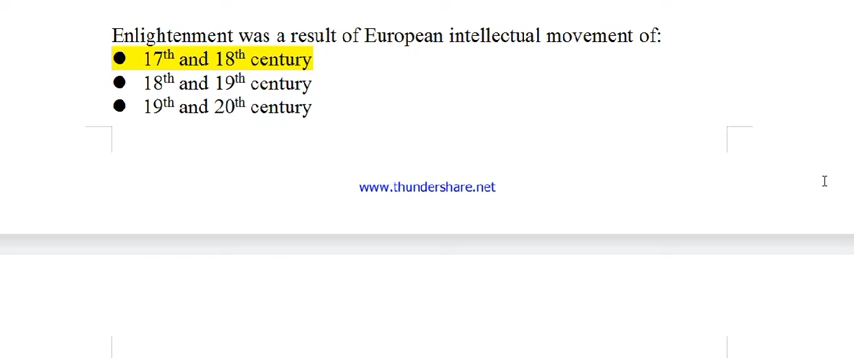 Enlightenment was a result of European intellectual movement of:
● 17th and 18th century
● 18th and 19th century
● 19th and 20th century
www.thundershare.net